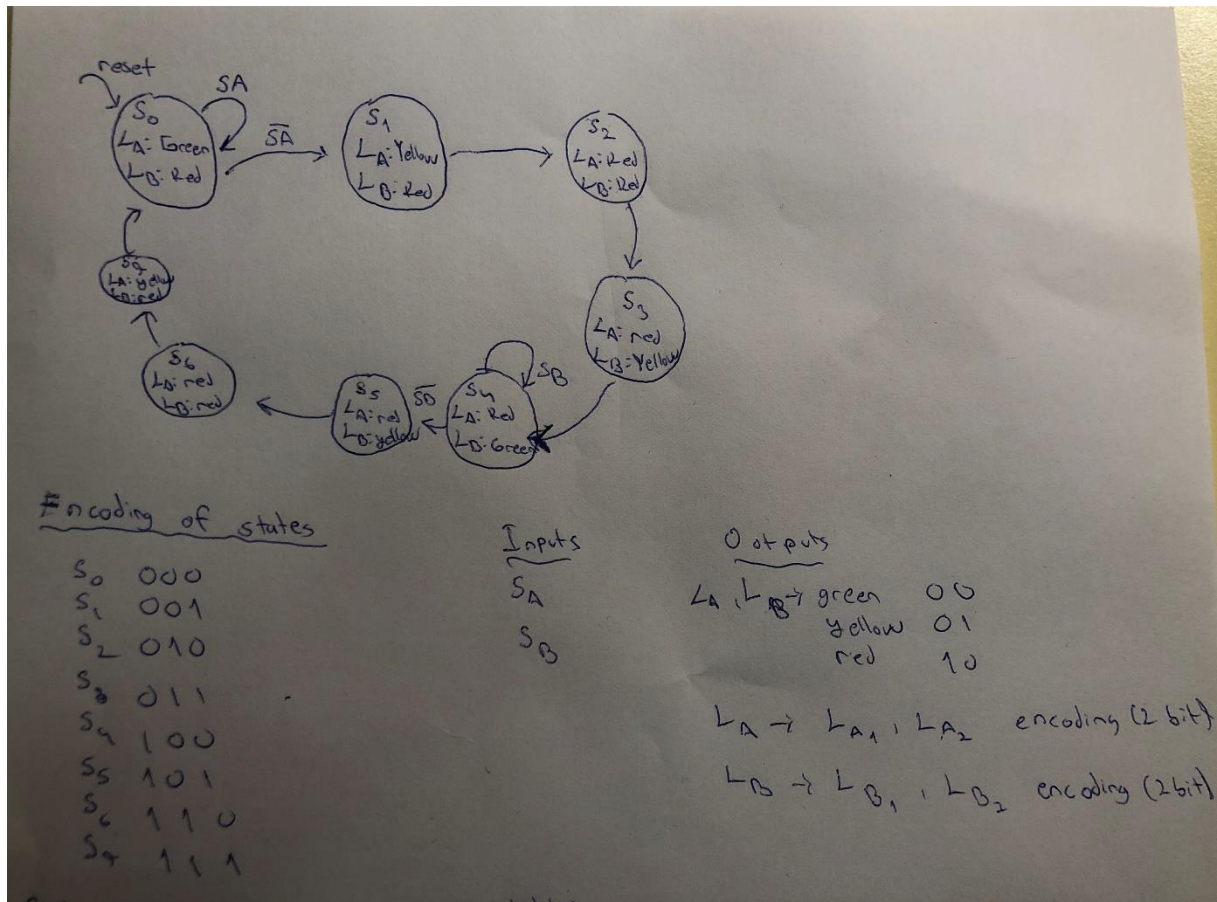 reset
SA
S0
LA: Green
LB: Red
SA
S1
LA: Yellow
LB: Red
S2
LA: Red
LB: Red
S3
LA: red
LB: Yellow
SB
S4
LA: Red
LB: Green
S5
LA: red
LB: yellow
S6
LA: red
LB: red
S7
LA: yellow
LB: red
Encoding of states
S0 000
S1 001
S2 010
S3 011
S4 100
S5 101
S6 110
S7 111
Inputs
SA
SB
Outputs
LA, LB → green 00
yellow 01
red 10
LA → LA1, LA2 encoding (2 bit)
LB → LB1, LB2 encoding (2bit)